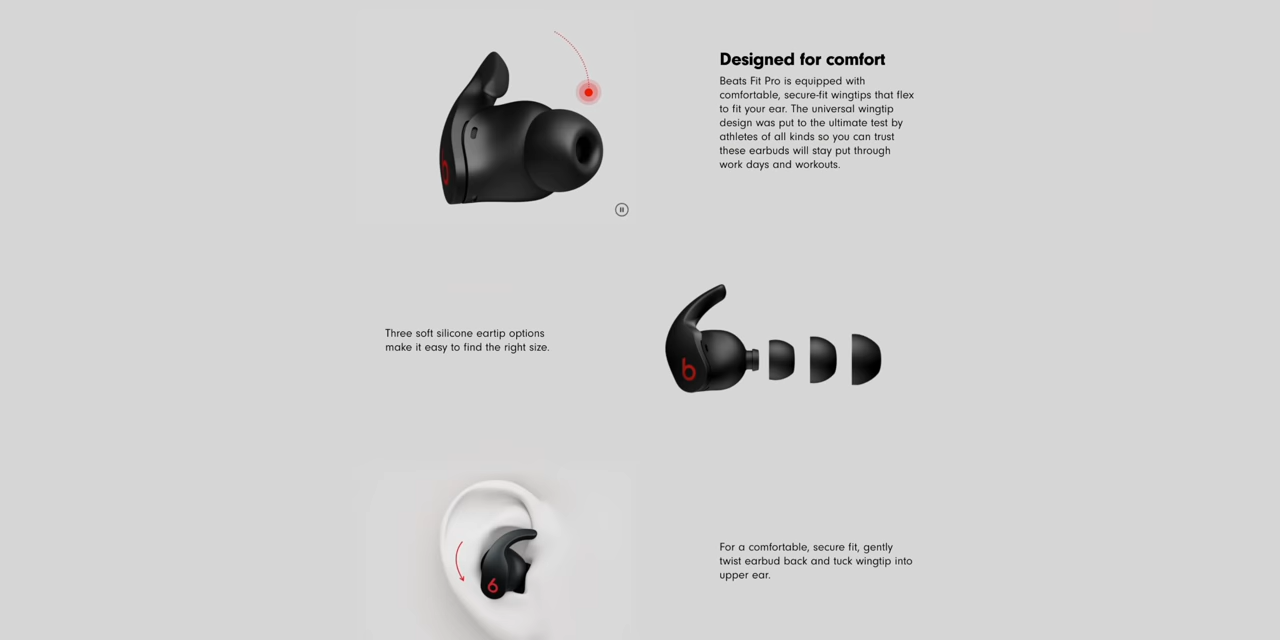 Designed for comfort
Beats Fit Pro is equipped with
comfortable, secure-fit wingtips that flex
to fit your ear. The universal wingtip
design was put to the ultimate test by
athletes of all kinds so you can trust
these earbuds will stay put through
work days and workouts.
Three soft silicone eartip options
make it easy to find the right size.
For a comfortable, secure fit, gently
twist earbud back and tuck wingtip into
upper ear.